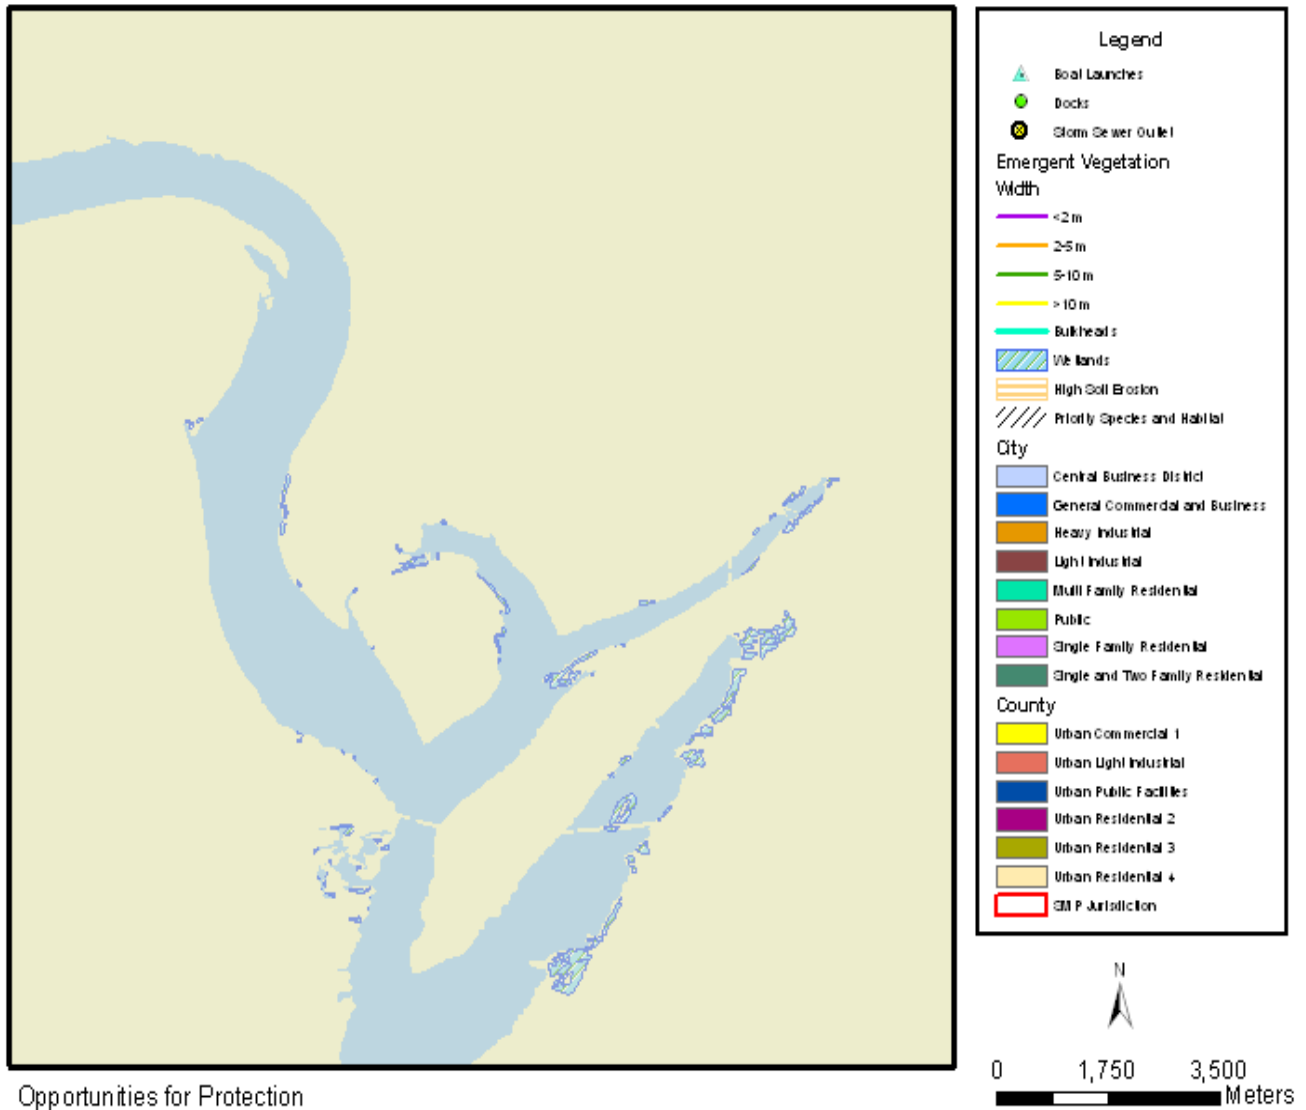 Legend
Boat Launches
Docks
Storm Sewer Outlet
Emergent Vegetation
Width
<2 m
2-5 m
5-10 m
>10 m
Bulkheads
Wetlands
High Soil Erosion
Priority Species and Habitat
City
Central Business District
General Commercial and Business
Heavy Industrial
Light Industrial
Multi Family Residential
Public
Single Family Residential
Single and Two Family Residential
County
Urban Commercial 1
Urban Light Industrial
Urban Public Facilities
Urban Residential 2
Urban Residential 3
Urban Residential 4
SMP Jurisdiction
N
0 1,750 3,500
Meters
Opportunities for Protection